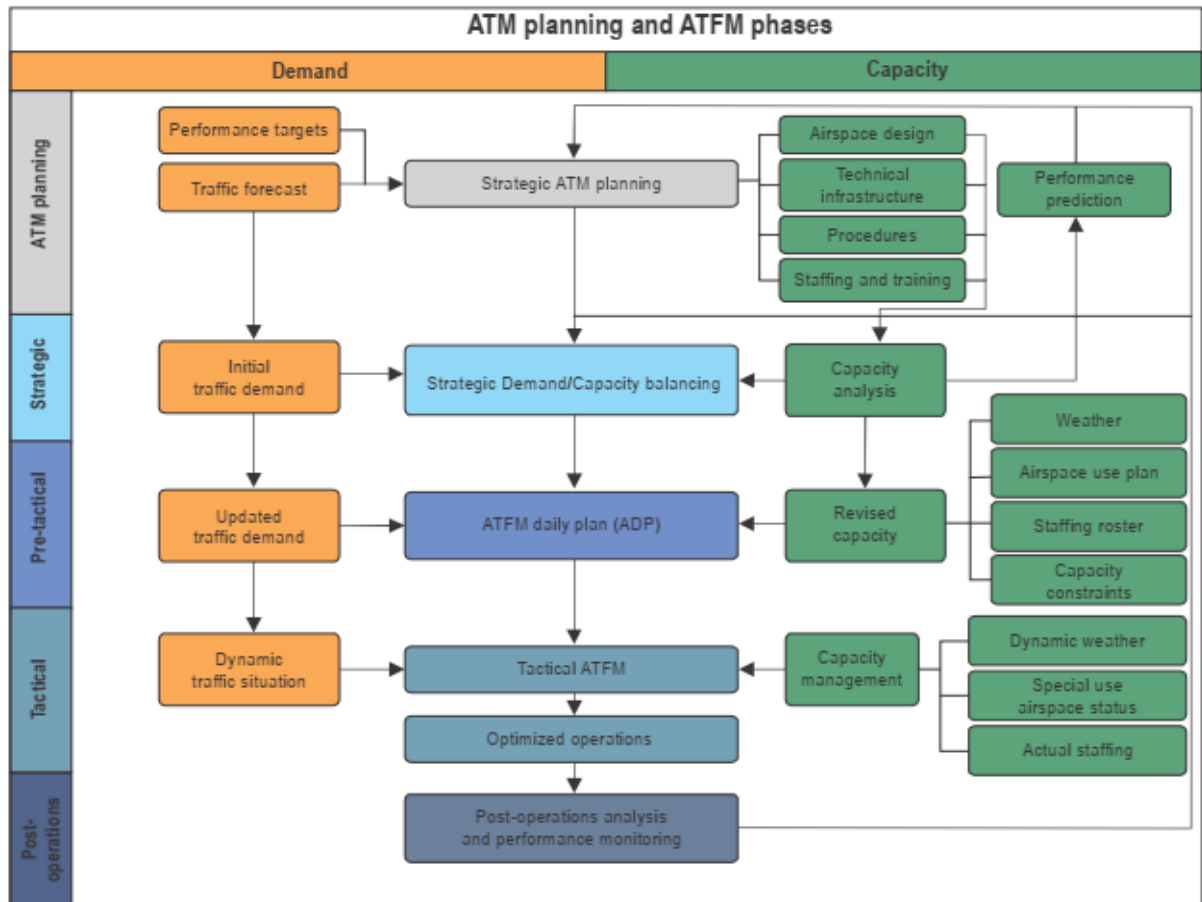 ATM planning and ATFM phases
Demand
Capacity
ATM planning
Performance targets
Traffic forecast
Strategic ATM planning
Airspace design
Technical
infrastructure
Procedures
Staffing and training
Performance
prediction
Strategic
Initial
traffic demand
Strategic Demand/Capacity balancing
Capacity
analysis
Pre-tactical
Updated
traffic demand
ATFM daily plan (ADP)
Revised
capacity
Weather
Airspace use plan
Staffing roster
Capacity
constraints
Tactical
Dynamic
traffic situation
Tactical ATFM
Capacity
management
Dynamic weather
Special use
airspace status
Actual staffing
Optimized operations
Post-
operations
Post-operations analysis
and performance monitoring